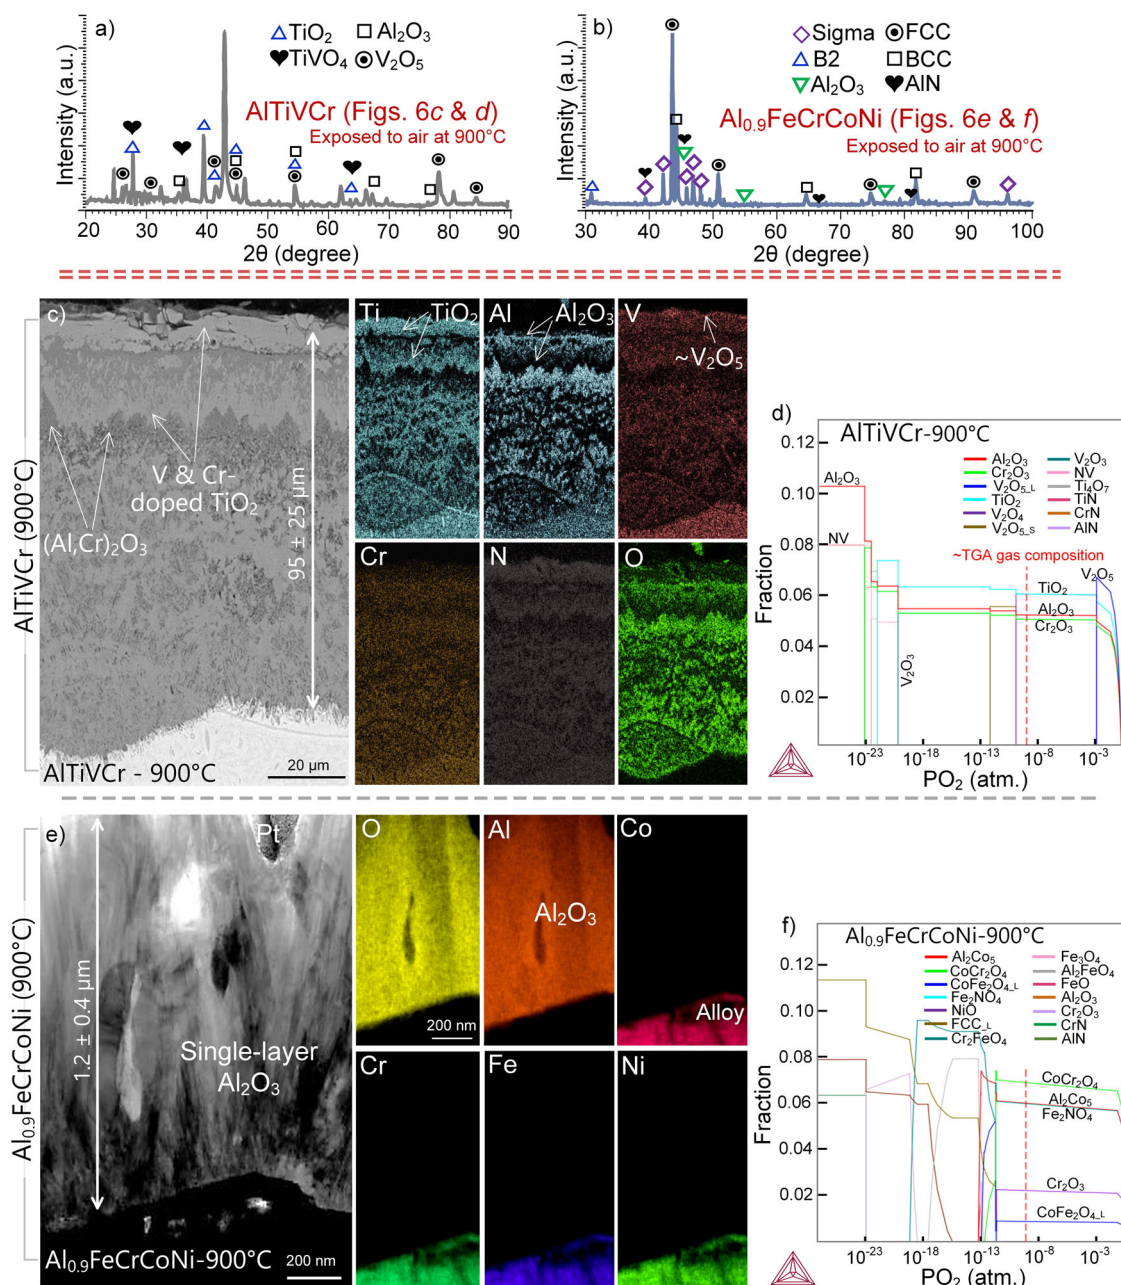 a)
TiO₂ Al₂O₃
TiVO₄ V₂O₅
AlTiVCr (Figs. 6c & d)
Exposed to air at 900°C
Intensity (a.u.)
20 30 40 50 60 70 80 90
2θ (degree)
b)
Sigma FCC
B2 BCC
Al₂O₃ AlN
Al₀.₉FeCrCoNi (Figs. 6e & f)
Exposed to air at 900°C
Intensity (a.u.)
30 40 50 60 70 80 90 100
2θ (degree)
AlTiVCr (900°C)
c)
V & Cr-
doped TiO₂
(Al,Cr)₂O₃
95 ± 25 μm
AlTiVCr - 900°C
20 μm
Ti
TiO₂
Al
Al₂O₃
V
~V₂O₅
Cr
N
O
d)
AlTiVCr-900°C
Al₂O₃ V₂O₃
Cr₂O₃ NV
V₂O₅_L Ti₄O₇
TiO₂ TiN
V₂O₄ CrN
V₂O₅_S AlN
~TGA gas composition
Al₂O₃
NV
V₂O₃
V₂O₅
TiO₂
Al₂O₃
Cr₂O₃
Fraction
0.12
0.10
0.08
0.06
0.04
0.02
10⁻²³ 10⁻¹⁸ 10⁻¹³ 10⁻⁸ 10⁻³
PO₂ (atm.)
Al₀.₉FeCrCoNi (900°C)
e)
Pt
1.2 ± 0.4 μm
Single-layer
Al₂O₃
Al₀.₉FeCrCoNi-900°C
200 nm
O
200 nm
Al
Al₂O₃
Co
Alloy
Cr
Fe
Ni
f)
Al₀.₉FeCrCoNi-900°C
Al₂Co₅ Fe₃O₄
CoCr₂O₄ Al₂FeO₄
CoFe₂O₄_L FeO
Fe₂NO₄ Al₂O₃
NiO Cr₂O₃
FCC_L CrN
Cr₂FeO₄ AlN
CoCr₂O₄
Al₂Co₅
Fe₂NO₄
Cr₂O₃
CoFe₂O₄_L
Fraction
0.12
0.10
0.08
0.06
0.04
0.02
10⁻²³ 10⁻¹⁸ 10⁻¹³ 10⁻⁸ 10⁻³
PO₂ (atm.)